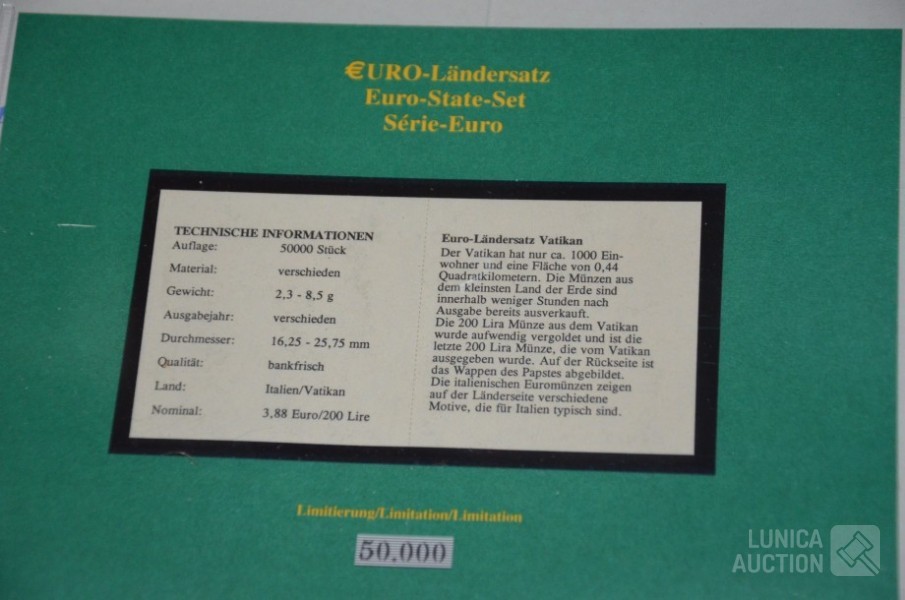 €URO-Ländersatz
Euro-State-Set
Série-Euro
TECHNISCHE INFORMATIONEN
Auflage: 50000 Stück
Material: verschieden
Gewicht: 2,3 - 8,5 g
Ausgabejahr: verschieden
Durchmesser: 16,25 - 25,75 mm
Qualität: bankfrisch
Land: Italien/Vatikan
Nominal: 3,88 Euro/200 Lire
Euro-Ländersatz Vatikan
Der Vatikan hat nur ca. 1000 Ein-
wohner und eine Fläche von 0,44
Quadratkilometern. Die Münzen aus
dem kleinsten Land der Erde sind
innerhalb weniger Stunden nach
Ausgabe bereits ausverkauft.
Die 200 Lira Münze aus dem Vatikan
wurde aufwendig vergoldet und ist die
letzte 200 Lira Münze, die vom Vatikan
ausgegeben wurde. Auf der Rückseite ist
das Wappen des Papstes abgebildet.
Die italienischen Euromünzen zeigen
auf der Länderseite verschiedene
Motive, die für Italien typisch sind.
Limitierung/Limitation/Limitation
50.000
LUNICA
AUCTION